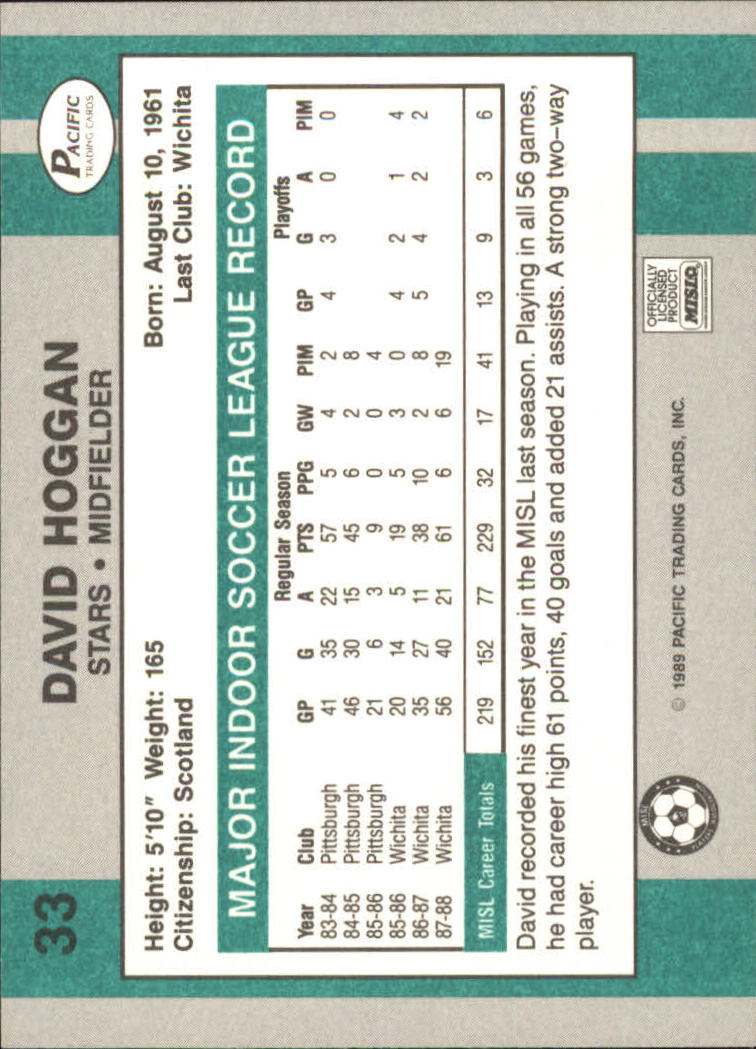 33
DAVID HOGGAN
STARS • MIDFIELDER
PACIFIC
TRADING CARDS
Height: 5'10" Weight: 165 Born: August 10, 1961
Citizenship: Scotland Last Club: Wichita
MAJOR INDOOR SOCCER LEAGUE RECORD
Regular Season Playoffs
Year Club GP G A PTS PPG GW PIM GP G A PIM
83-84 Pittsburgh 41 35 22 57 5 4 2 4 3 0 0
84-85 Pittsburgh 46 30 15 45 6 2 8
85-86 Pittsburgh 21 6 3 9 0 0 4
85-86 Wichita 20 14 5 19 5 3 0 4 2 1 4
86-87 Wichita 35 27 11 38 10 2 8 5 4 2 2
87-88 Wichita 56 40 21 61 6 6 19
MISL Career Totals 219 152 77 229 32 17 41 13 9 3 6
David recorded his finest year in the MISL last season. Playing in all 56 games,
he had career high 61 points, 40 goals and added 21 assists. A strong two-way
player.
MISL
PLAYERS
© 1989 PACIFIC TRADING CARDS, INC.
OFFICIALLY
LICENSED
PRODUCT
MISL